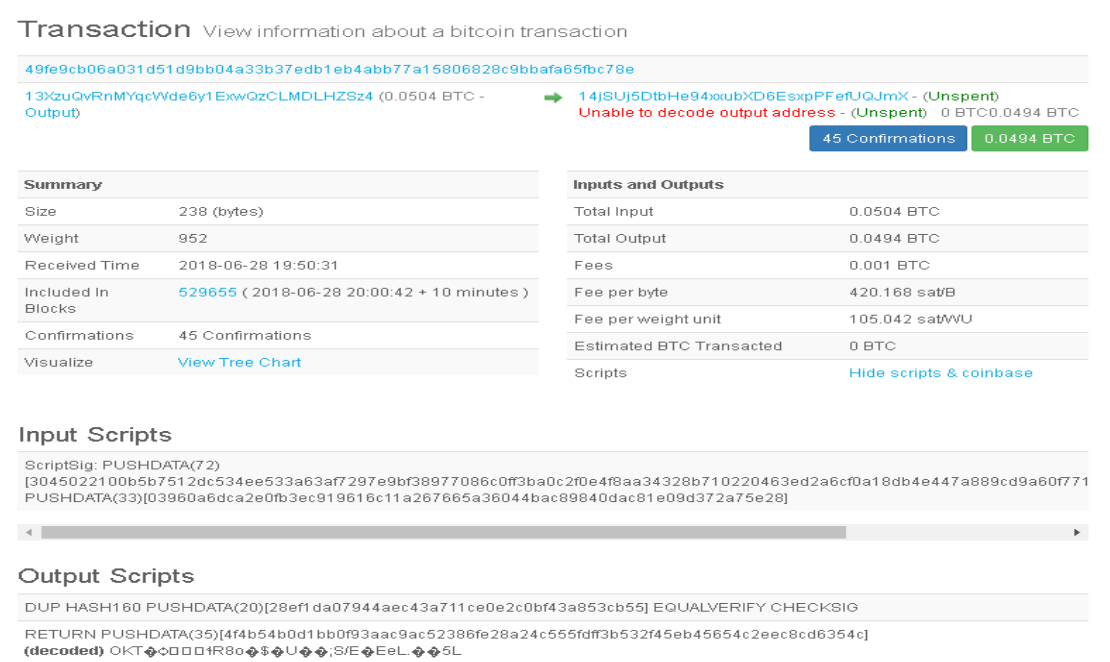 Transaction View information about a bitcoin transaction
49fe9cb06a031d51d9bb04a33b37edb1eb4abb77a15806828c9bbafa65fbc78e
13XzuQvRnMYqcWde6y1ExwQzCLMDLHZSz4 (0.0504 BTC -
Output)
14jSUj5DtbHe94xxubXD6EsxpPFefUQJmX - (Unspent)
Unable to decode output address - (Unspent) 0 BTC0.0494 BTC
45 Confirmations 0.0494 BTC
Summary
Size 238 (bytes)
Weight 952
Received Time 2018-06-28 19:50:31
Included In
Blocks
529655 ( 2018-06-28 20:00:42 + 10 minutes )
Confirmations 45 Confirmations
Visualize View Tree Chart
Inputs and Outputs
Total Input 0.0504 BTC
Total Output 0.0494 BTC
Fees 0.001 BTC
Fee per byte 420.168 sat/B
Fee per weight unit 105.042 sat/WU
Estimated BTC Transacted 0 BTC
Scripts Hide scripts & coinbase
Input Scripts
ScriptSig: PUSHDATA(72)
[3045022100b5b7512dc534ee533a63af7297e9bf38977086c0ff3ba0c2f0e4f8aa34328b710220463ed2a6cf0a18db4e447a889cd9a60f771
PUSHDATA(33)[03960a6dca2e0fb3ec919616c11a267665a36044bac89840dac81e09d372a75e28]
Output Scripts
DUP HASH160 PUSHDATA(20)[28ef1da07944aec43a711ce0e2c0bf43a853cb55] EQUALVERIFY CHECKSIG
RETURN PUSHDATA(35)[4f4b54b0d1bb0f93aac9ac52386fe28a24c555fdff3b532f45eb45654c2eec8cd6354c]
(decoded) OKT